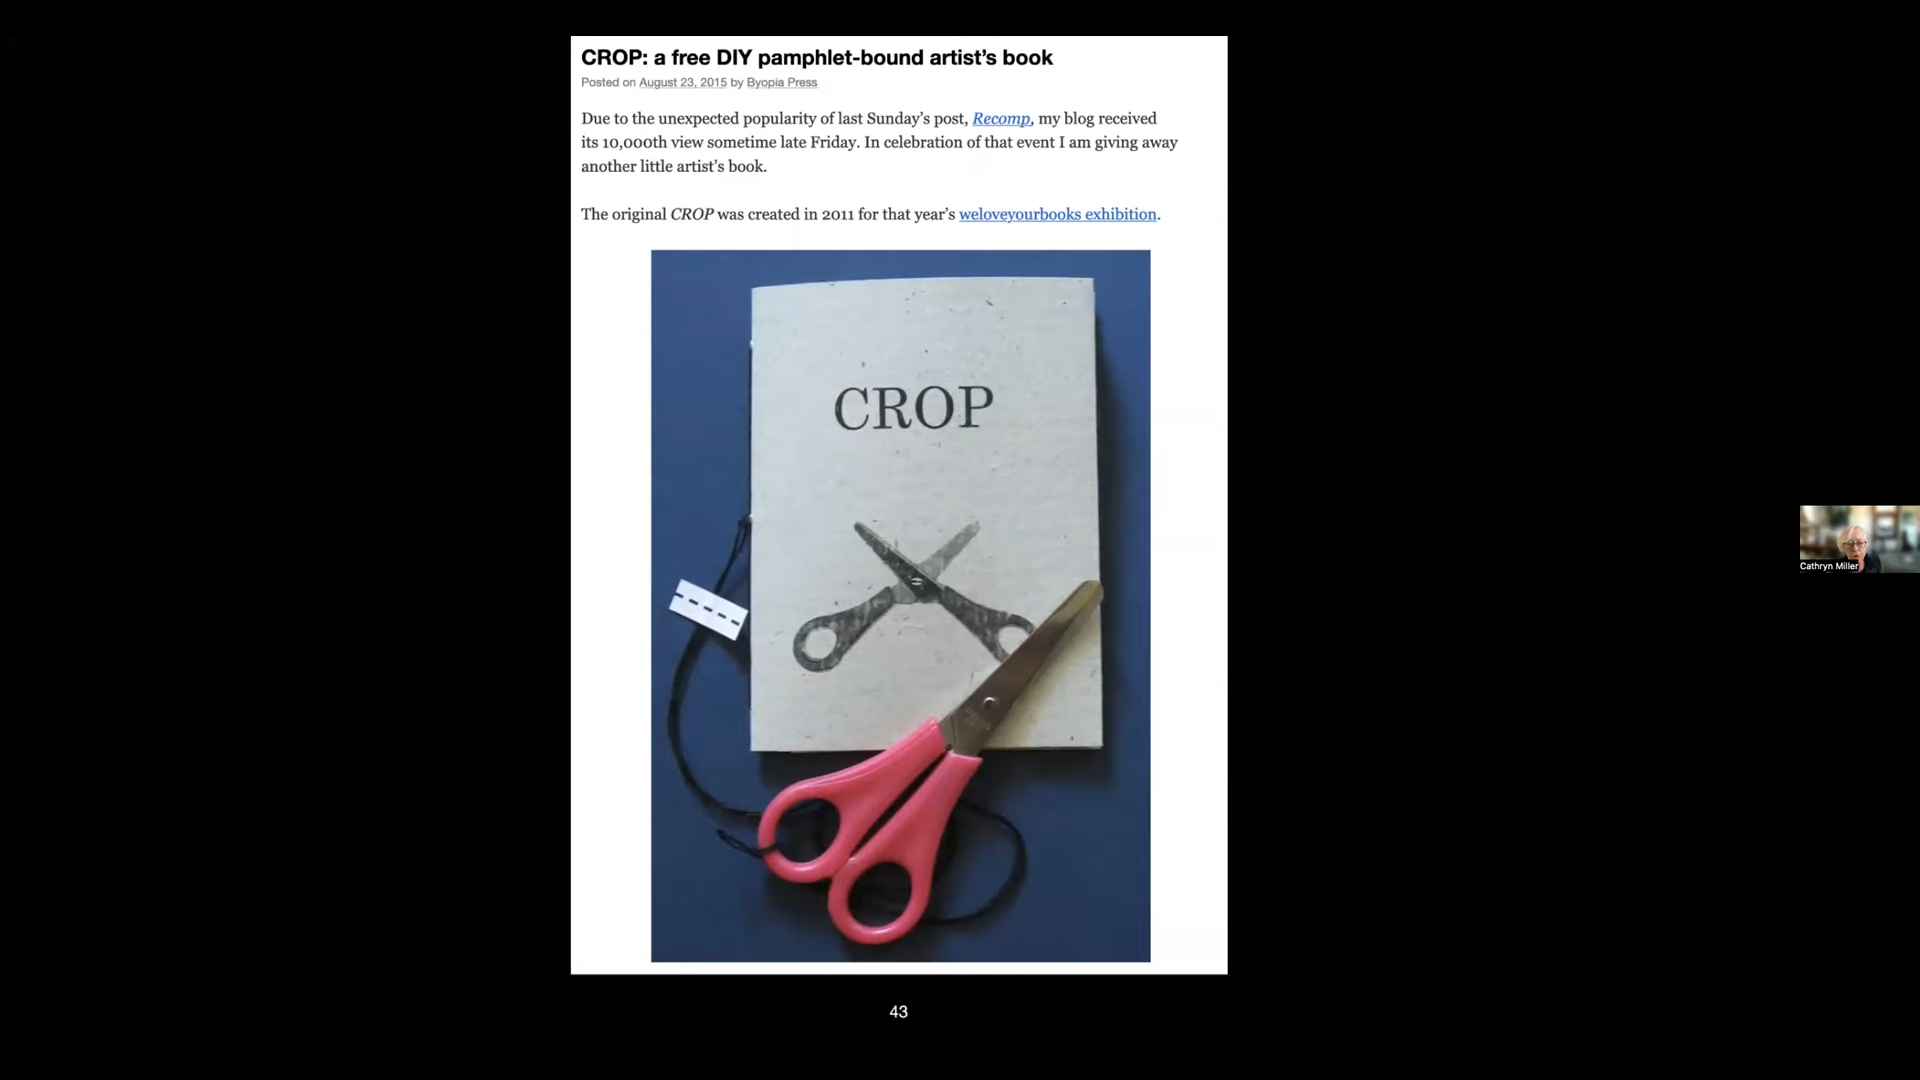 CROP: a free DIY pamphlet-bound artist’s book
Posted on August 23, 2015 by Byopia Press
Due to the unexpected popularity of last Sunday’s post, Recomp, my blog received
its 10,000th view sometime late Friday. In celebration of that event I am giving away
another little artist’s book.
The original CROP was created in 2011 for that year’s weloveyourbooks exhibition.
CROP
Cathryn Miller
43